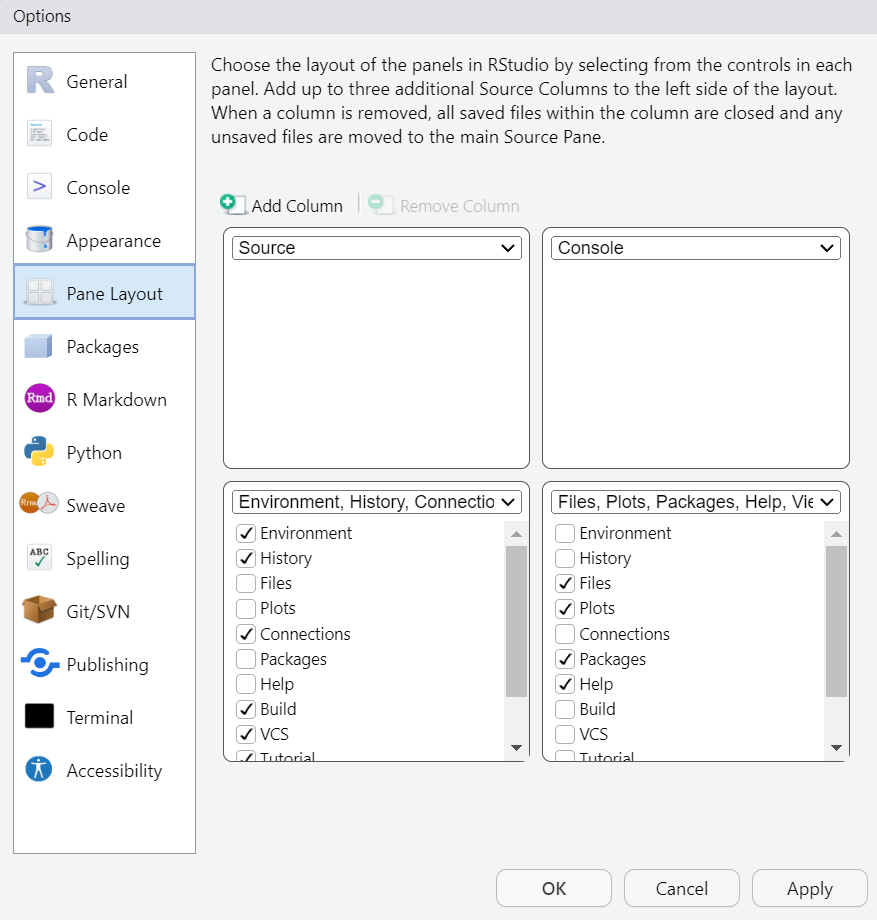 Options
General
Code
Console
Appearance
Pane Layout
Packages
Rmd R Markdown
Python
Rnw Sweave
ABC Spelling
Git/SVN
Publishing
Terminal
Accessibility
Choose the layout of the panels in RStudio by selecting from the controls in each
panel. Add up to three additional Source Columns to the left side of the layout.
When a column is removed, all saved files within the column are closed and any
unsaved files are moved to the main Source Pane.
Add Column Remove Column
Source
Console
Environment, History, Connectio
Environment
History
Files
Plots
Connections
Packages
Help
Build
VCS
Tutorial
Files, Plots, Packages, Help, Vie
Environment
History
Files
Plots
Connections
Packages
Help
Build
VCS
Tutorial
OK Cancel Apply